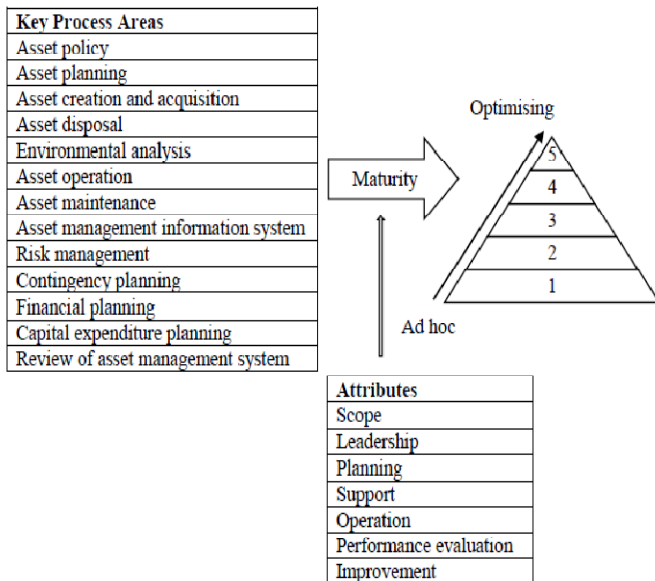 Key Process Areas
Asset policy
Asset planning
Asset creation and acquisition
Asset disposal
Environmental analysis
Asset operation
Asset maintenance
Asset management information system
Risk management
Contingency planning
Financial planning
Capital expenditure planning
Review of asset management system
Maturity
Optimising
5
4
3
2
1
Ad hoc
Attributes
Scope
Leadership
Planning
Support
Operation
Performance evaluation
Improvement